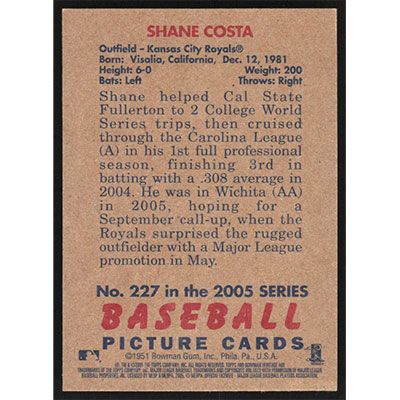 SHANE COSTA
Outfield – Kansas City Royals®
Born: Visalia, California, Dec. 12, 1981
Height: 6-0 Weight: 200
Bats: Left Throws: Right
Shane helped Cal State
Fullerton to 2 College World
Series trips, then cruised
through the Carolina League
(A) in his 1st full professional
season, finishing 3rd in
batting with a .308 average in
2004. He was in Wichita (AA)
in 2005, hoping for a
September call-up, when the
Royals surprised the rugged
outfielder with a Major League
promotion in May.
No. 227 in the 2005 SERIES
BASEBALL
PICTURE CARDS
©1951 Bowman Gum, Inc., Phila. Pa., U.S.A.